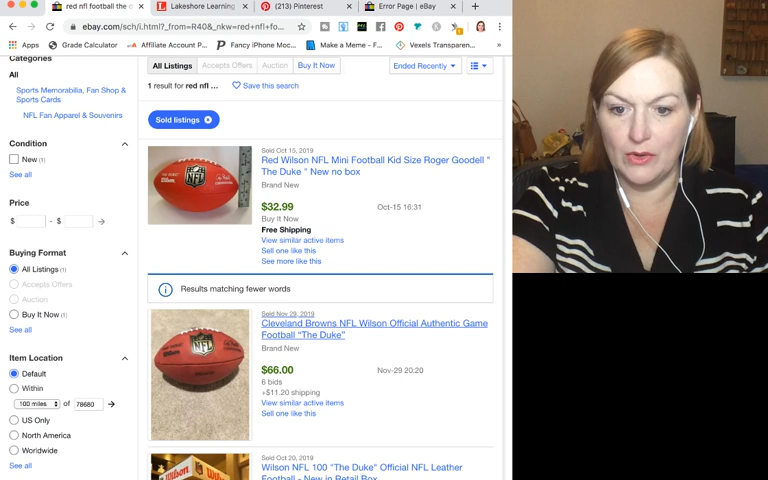 red nfl football the d
Lakeshore Learning
(213) Pinterest
Error Page | eBay
ebay.com/sch/i.html?_from=R40&_nkw=red+nfl+fo...
Apps
Grade Calculator
Affiliate Account P...
Fancy iPhone Moc...
Make a Meme - F...
Vexels Transparen...
Categories
All
Sports Memorabilia, Fan Shop &
Sports Cards
NFL Fan Apparel & Souvenirs
Condition
New (1)
See all
Price
$ - $
Buying Format
All Listings (1)
Accepts Offers
Auction
Buy It Now (1)
See all
Item Location
Default
Within
100 miles of 78680
US Only
North America
Worldwide
See all
All Listings Accepts Offers Auction Buy It Now
Ended Recently
1 result for red nfl ...
Save this search
Sold listings
Sold Oct 15, 2019
Red Wilson NFL Mini Football Kid Size Roger Goodell "
The Duke " New no box
Brand New
$32.99 Oct-15 16:31
Buy It Now
Free Shipping
View similar active items
Sell one like this
See more like this
NFL
Results matching fewer words
Sold Nov 29, 2019
Cleveland Browns NFL Wilson Official Authentic Game
Football "The Duke"
Brand New
$66.00 Nov-29 20:20
6 bids
+$11.20 shipping
View similar active items
Sell one like this
NFL
Wilson
Sold Oct 20, 2019
Wilson NFL 100 "The Duke" Official NFL Leather
Football - New in Retail Box